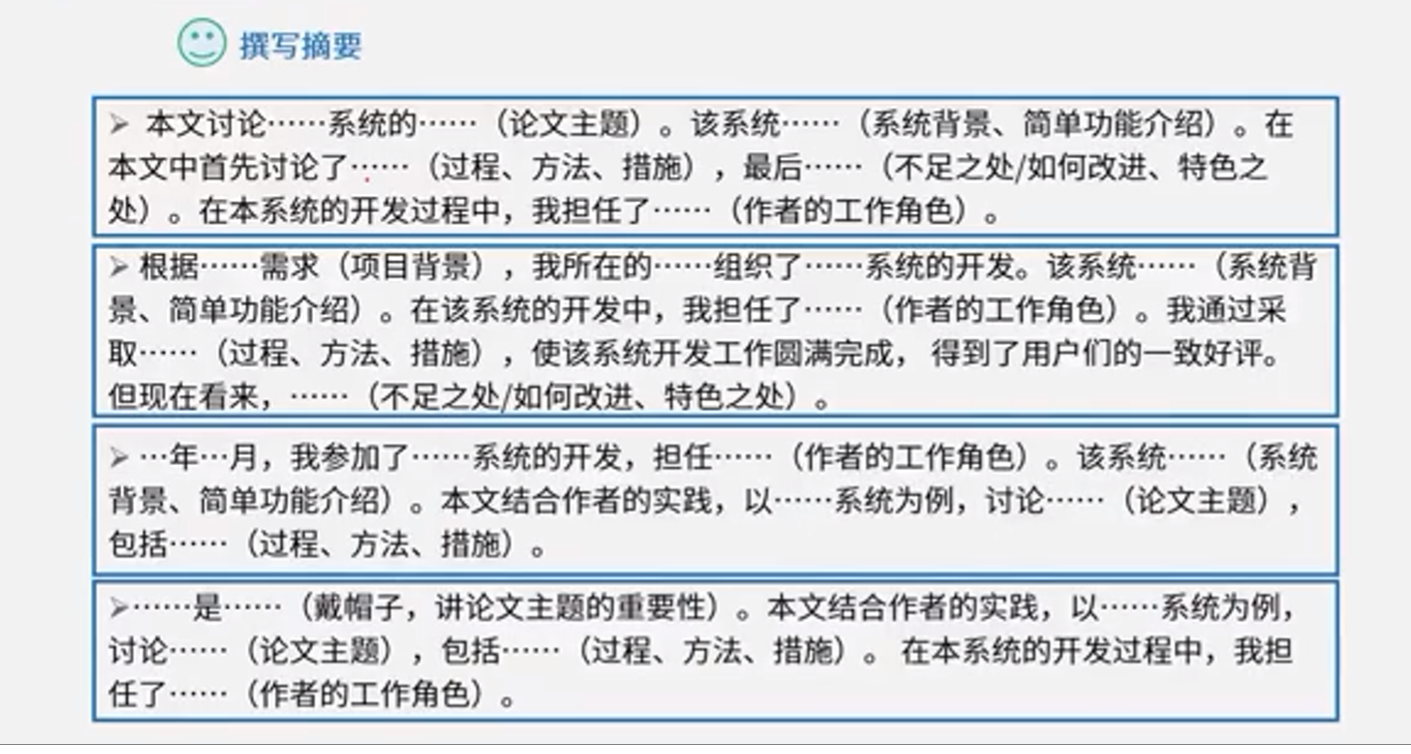 撰写摘要
➢ 本文讨论……系统的……（论文主题）。该系统……（系统背景、简单功能介绍）。在
本文中首先讨论了……（过程、方法、措施），最后……（不足之处/如何改进、特色之
处）。在本系统的开发过程中，我担任了……（作者的工作角色）。
➢ 根据……需求（项目背景），我所在的……组织了……系统的开发。该系统……（系统背
景、简单功能介绍）。在该系统的开发中，我担任了……（作者的工作角色）。我通过采
取……（过程、方法、措施），使该系统开发工作圆满完成， 得到了用户们的一致好评。
但现在看来，……（不足之处/如何改进、特色之处）。
➢ …年…月，我参加了……系统的开发，担任……（作者的工作角色）。该系统……（系统
背景、简单功能介绍）。本文结合作者的实践，以……系统为例，讨论……（论文主题），
包括……（过程、方法、措施）。
➢……是……（戴帽子，讲论文主题的重要性）。本文结合作者的实践，以……系统为例，
讨论……（论文主题），包括……（过程、方法、措施）。 在本系统的开发过程中，我担
任了……（作者的工作角色）。